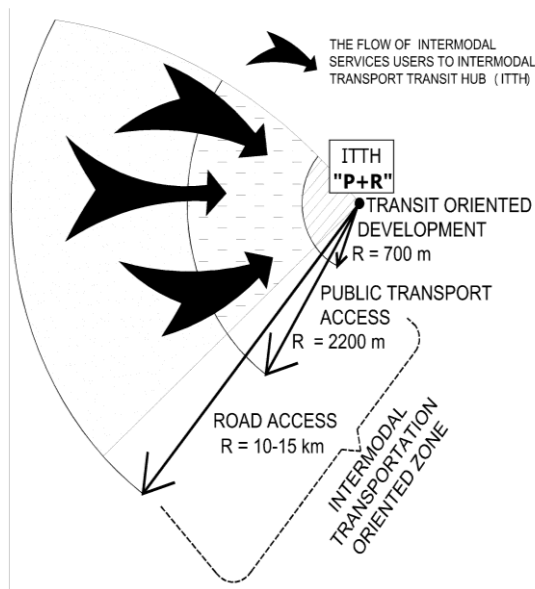 THE FLOW OF INTERMODAL
SERVICES USERS TO INTERMODAL
TRANSPORT TRANSIT HUB ( ITTH)
ITTH
"P+R"
TRANSIT ORIENTED
DEVELOPMENT
R = 700 m
PUBLIC TRANSPORT
ACCESS
R = 2200 m
ROAD ACCESS
R = 10-15 km
INTERMODAL
TRANSPORTATION
ORIENTED ZONE